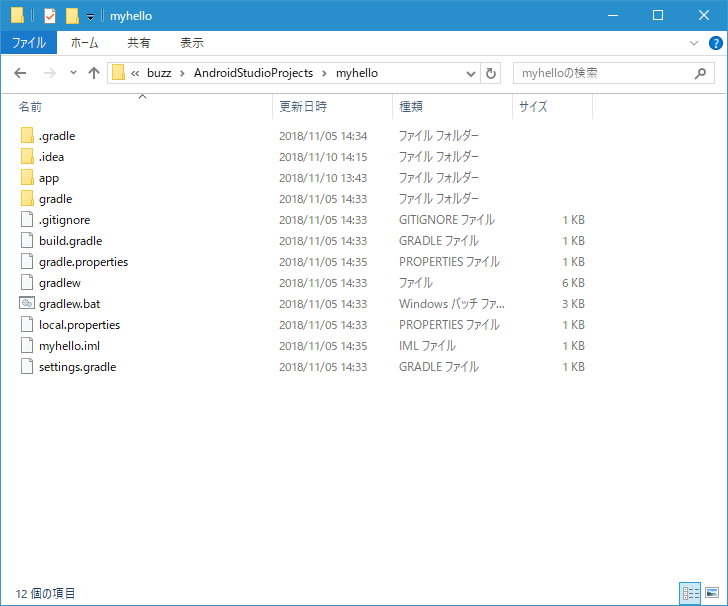 myhello
ファイル ホーム 共有 表示
« buzz › AndroidStudioProjects › myhello myhelloの検索
名前 更新日時 種類 サイズ
.gradle 2018/11/05 14:34 ファイル フォルダー
.idea 2018/11/10 14:15 ファイル フォルダー
app 2018/11/10 13:43 ファイル フォルダー
gradle 2018/11/05 14:33 ファイル フォルダー
.gitignore 2018/11/05 14:33 GITIGNORE ファイル 1 KB
build.gradle 2018/11/05 14:33 GRADLE ファイル 1 KB
gradle.properties 2018/11/05 14:35 PROPERTIES ファイル 1 KB
gradlew 2018/11/05 14:33 ファイル 6 KB
gradlew.bat 2018/11/05 14:33 Windows バッチ ファ... 3 KB
local.properties 2018/11/05 14:33 PROPERTIES ファイル 1 KB
myhello.iml 2018/11/05 14:35 IML ファイル 1 KB
settings.gradle 2018/11/05 14:33 GRADLE ファイル 1 KB
12 個の項目